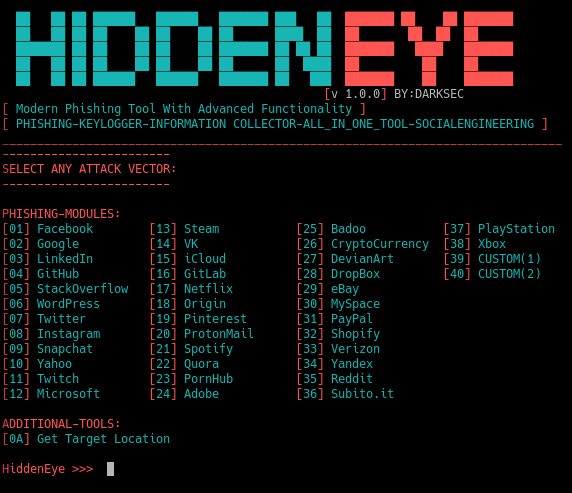 HIDDEN EYE
[v 1.0.0] BY:DARKSEC
[ Modern Phishing Tool With Advanced Functionality ]
[ PHISHING-KEYLOGGER-INFORMATION COLLECTOR-ALL_IN_ONE_TOOL-SOCIALENGINEERING ]
________________________________________________________________________________
------------------------
SELECT ANY ATTACK VECTOR:
------------------------
PHISHING-MODULES:
[01] Facebook [13] Steam [25] Badoo [37] PlayStation
[02] Google [14] VK [26] CryptoCurrency [38] Xbox
[03] LinkedIn [15] iCloud [27] DevianArt [39] CUSTOM(1)
[04] GitHub [16] GitLab [28] DropBox [40] CUSTOM(2)
[05] StackOverflow [17] Netflix [29] eBay
[06] WordPress [18] Origin [30] MySpace
[07] Twitter [19] Pinterest [31] PayPal
[08] Instagram [20] ProtonMail [32] Shopify
[09] Snapchat [21] Spotify [33] Verizon
[10] Yahoo [22] Quora [34] Yandex
[11] Twitch [23] PornHub [35] Reddit
[12] Microsoft [24] Adobe [36] Subito.it
ADDITIONAL-TOOLS:
[0A] Get Target Location
HiddenEye >>>